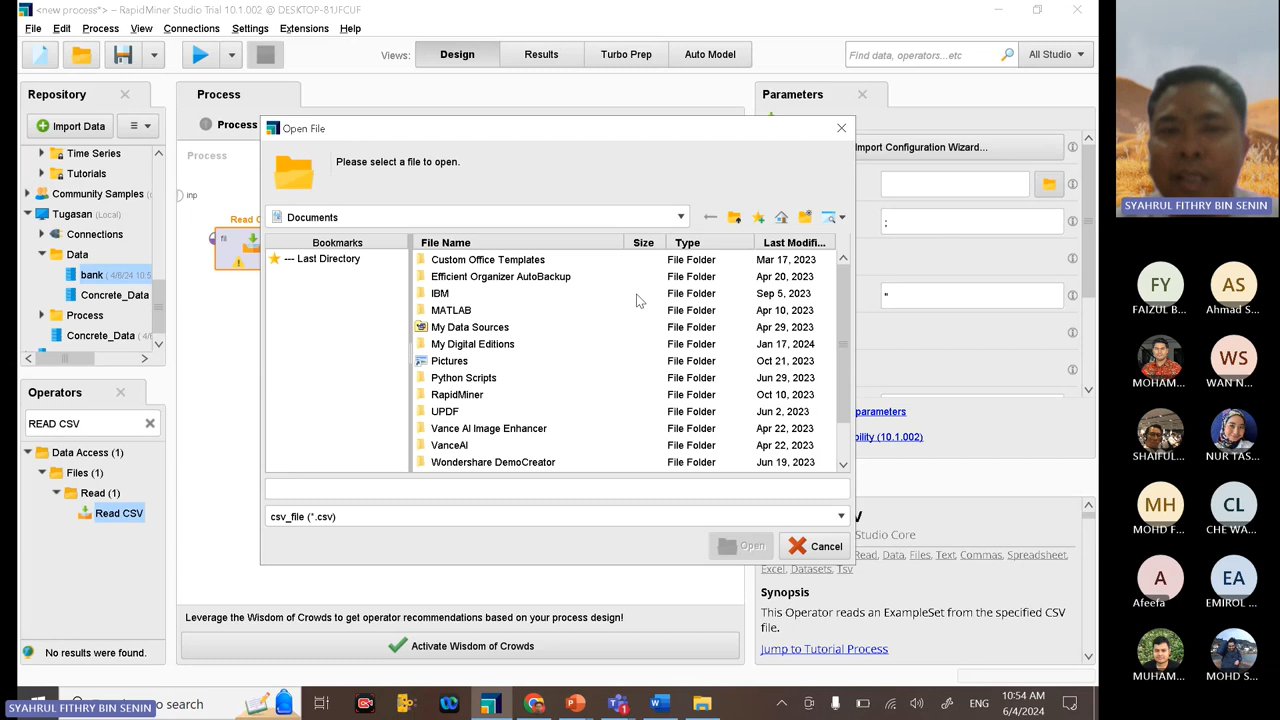 <new process*> – RapidMiner Studio Trial 10.1.002 @ DESKTOP-81JFCUF
File Edit Process View Connections Settings Extensions Help
Views: Design Results Turbo Prep Auto Model
Find data, operators...etc
All Studio
Repository
Import Data
Time Series
Tutorials
Community Samples
Tugasan (Local)
Connections
Data
bank (4/6/24 10:5
Concrete_Data (4/
Process
Concrete_Data (4/6
Operators
READ CSV
Data Access (1)
Files (1)
Read (1)
Read CSV
No results were found.
Process
Process
Process
inp
Read C
fil
Open File
Please select a file to open.
Documents
Bookmarks
--- Last Directory
File Name Size Type Last Modifi...
Custom Office Templates File Folder Mar 17, 2023
Efficient Organizer AutoBackup File Folder Apr 20, 2023
IBM File Folder Sep 5, 2023
MATLAB File Folder Apr 10, 2023
My Data Sources File Folder Apr 29, 2023
My Digital Editions File Folder Jan 17, 2024
Pictures File Folder Oct 21, 2023
Python Scripts File Folder Jun 29, 2023
RapidMiner File Folder Oct 10, 2023
UPDF File Folder Jun 2, 2023
Vance AI Image Enhancer File Folder Apr 22, 2023
VanceAI File Folder Apr 22, 2023
Wondershare DemoCreator File Folder Jun 19, 2023
csv_file (*.csv)
Open
Cancel
Leverage the Wisdom of Crowds to get operator recommendations based on your process design!
Activate Wisdom of Crowds
Parameters
Import Configuration Wizard...
;
"
parameters
bility (10.1.002)
V
Studio Core
Read, Data, Files, Text, Commas, Spreadsheet,
Excel, Datasets, Tsv
Synopsis
This Operator reads an ExampleSet from the specified CSV
file.
Jump to Tutorial Process
SYAHRUL FITHRY BIN SENIN
o search
ENG
10:54 AM
6/4/2024
SYAHRUL FITHRY BIN SENIN
FY
FAIZUL B...
AS
Ahmad S...
MOHAM...
WS
WAN N...
SHAIFUL...
NUR TAS...
MH
MOHD F...
CL
CHE WA...
A
Afeefa
EA
EMIROL ...
MUHAM...
MOHD S...